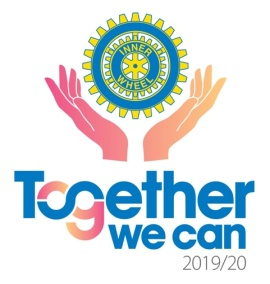 INNER
WHEEL
Together
we can
2019/20